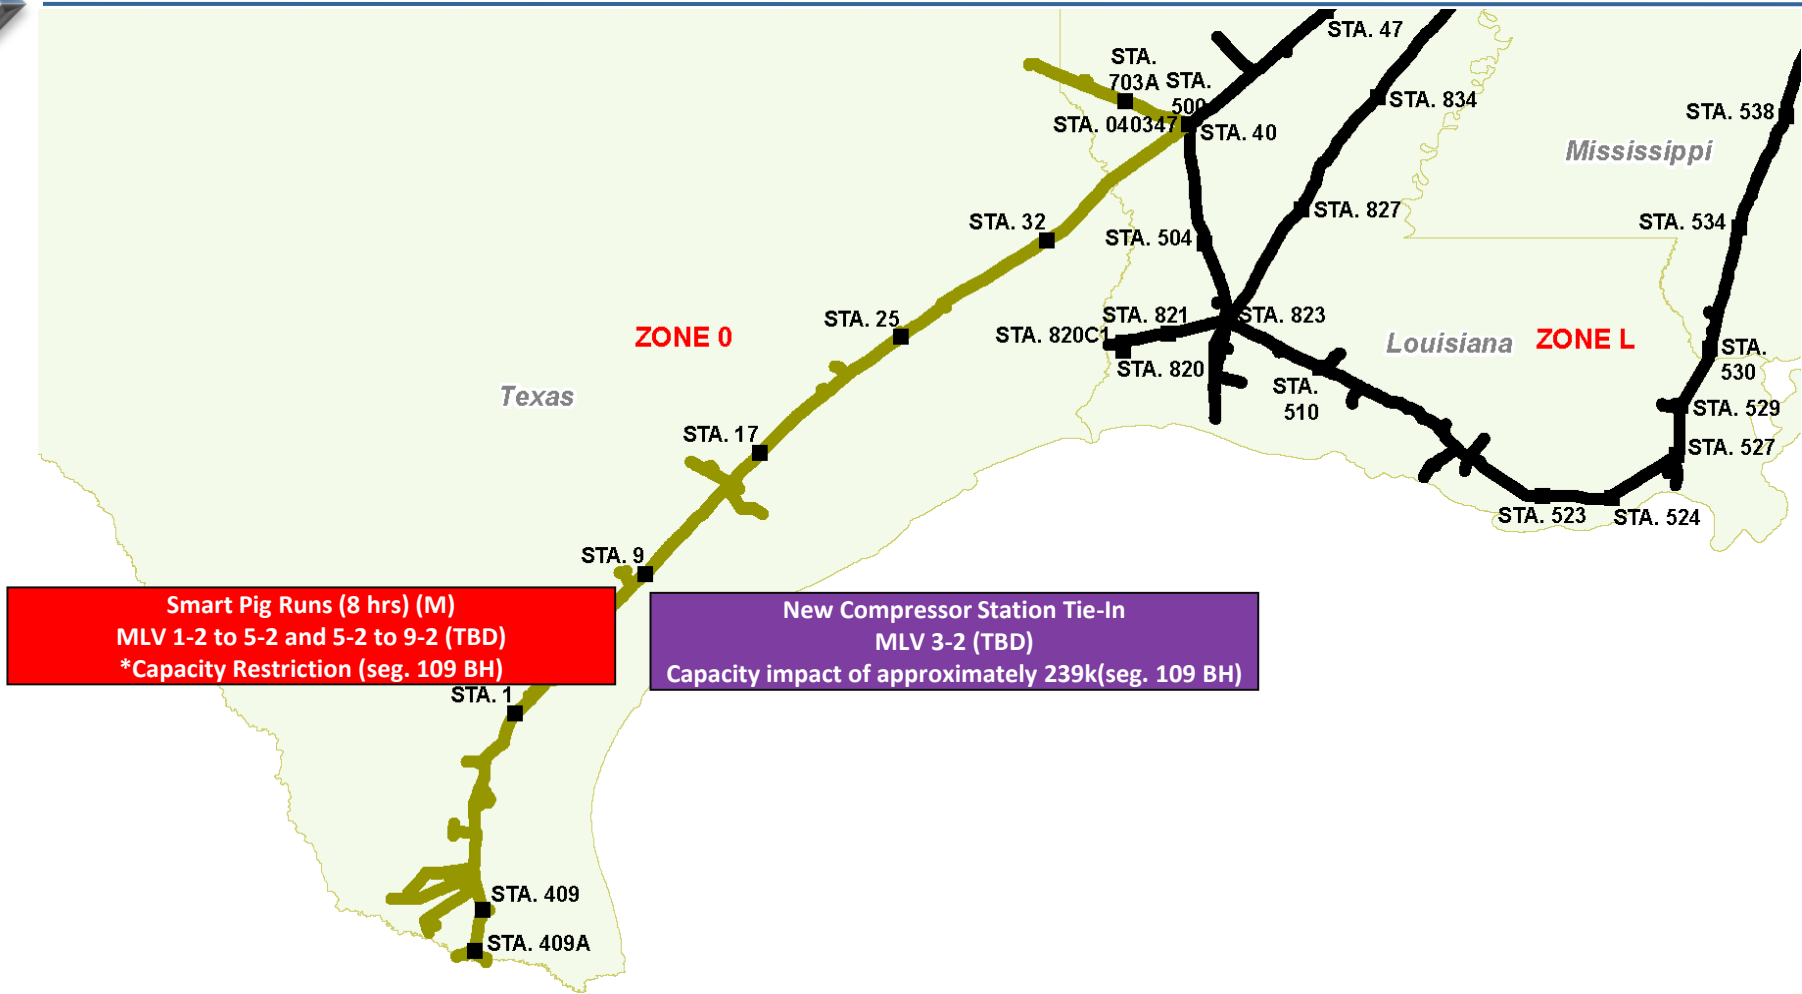 STA. 47
STA.
703A
STA.
500
STA. 834
STA. 538
STA. 040347
STA. 40
Mississippi
STA. 32
STA. 504
STA. 827
STA. 534
STA. 25
STA. 821
STA. 823
ZONE 0
STA. 820C1
Louisiana
ZONE L
STA.
530
STA. 820
STA.
510
Texas
STA. 529
STA. 17
STA. 527
STA. 523
STA. 524
STA. 9
Smart Pig Runs (8 hrs) (M)
MLV 1-2 to 5-2 and 5-2 to 9-2 (TBD)
*Capacity Restriction (seg. 109 BH)
New Compressor Station Tie-In
MLV 3-2 (TBD)
Capacity impact of approximately 239k(seg. 109 BH)
STA. 1
STA. 409
STA. 409A